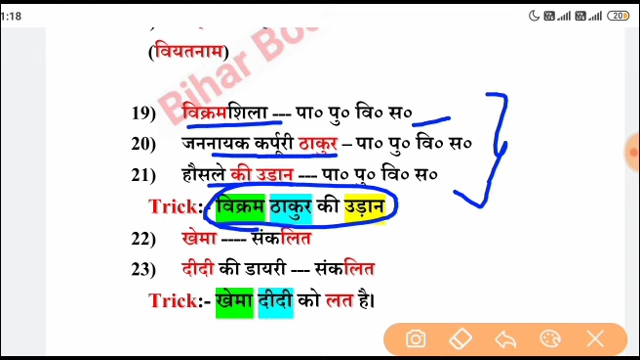 1:18
20
(वियतनाम)
Bihar Bo
19) विक्रमशिला --- पा० पु० वि० स०
20) जननायक कर्पूरी ठाकुर – पा० पु० वि० स०
21) हौसले की उडान --- पा० पु० वि० स०
Trick:- विक्रम ठाकुर की उड़ान
22) खेमा ---- संकलित
23) दीदी की डायरी --- संकलित
Trick:- खेमा दीदी को लत है।